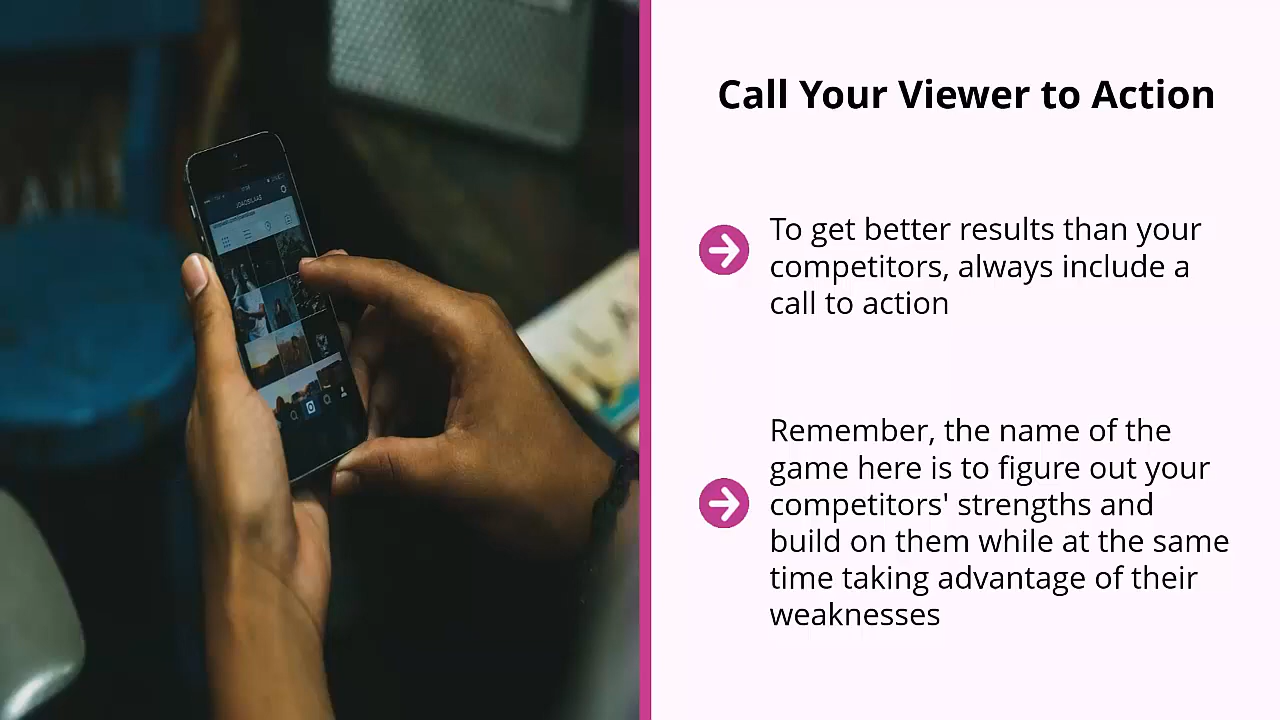 Call Your Viewer to Action
To get better results than your
competitors, always include a
call to action
Remember, the name of the
game here is to figure out your
competitors' strengths and
build on them while at the same
time taking advantage of their
weaknesses